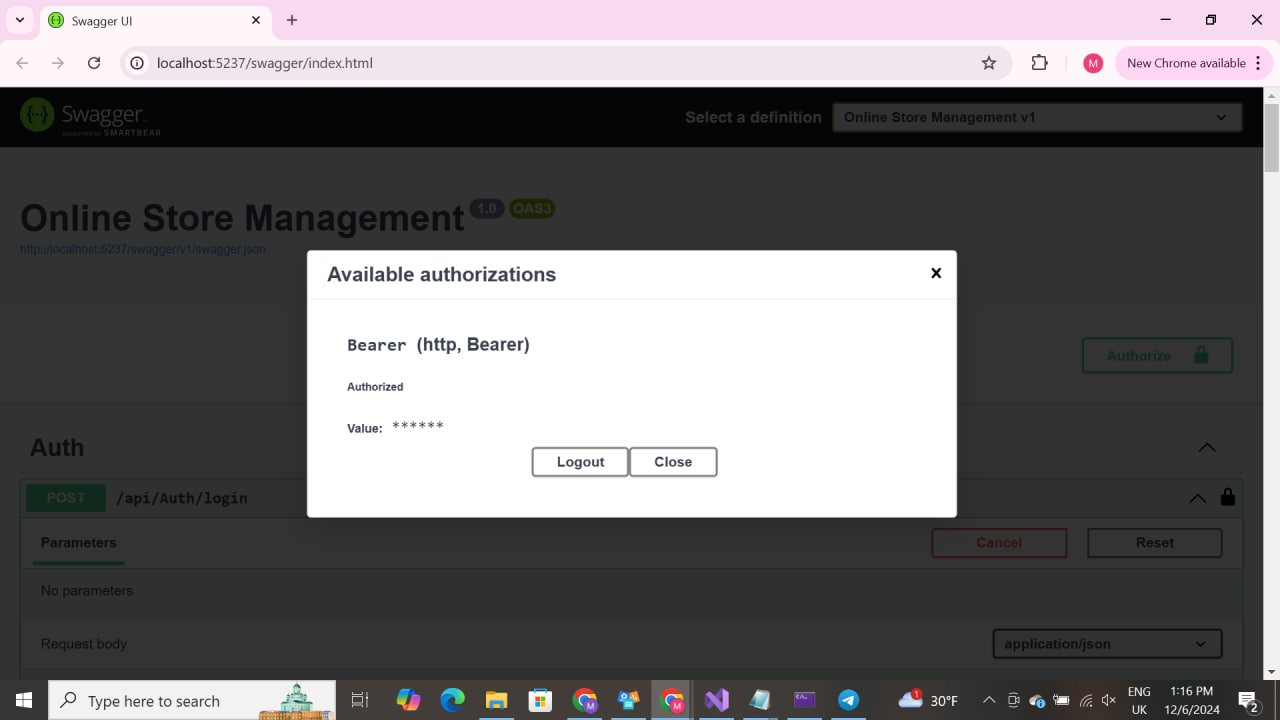 Swagger UI
localhost:5237/swagger/index.html
M
New Chrome available
Swagger
Supported by SMARTBEAR
Select a definition
Online Store Management v1
Online Store Management 1.0 OAS3
http://localhost:5237/swagger/v1/swagger.json
Available authorizations
Bearer (http, Bearer)
Authorized
Value: ******
Logout
Close
Authorize
Auth
POST /api/Auth/login
Parameters
Cancel
Reset
No parameters
Request body
application/json
Type here to search
1
30°F
ENG
UK
1:16 PM
12/6/2024
2